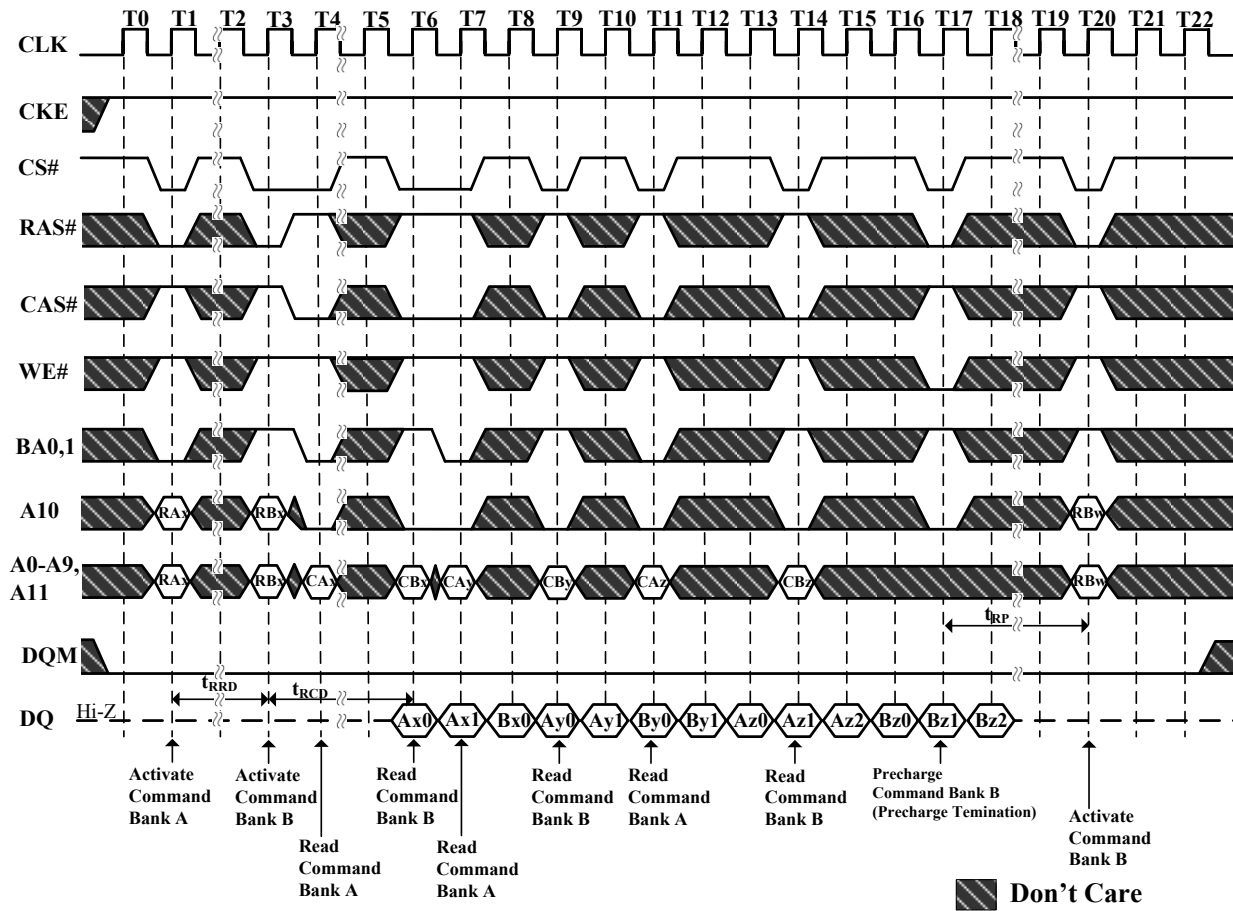 T0 T1 T2 T3 T4 T5 T6 T7 T8 T9 T10 T11 T12 T13 T14 T15 T16 T17 T18 T19 T20 T21 T22
CLK
CKE
CS#
RAS#
CAS#
WE#
BA0,1
A10 RAx RBx RBw
A0-A9,
A11
RAx RBx CAx CBx CAy CBy CAz CBz RBw
tRP
DQM
tRRD tRCD
DQ Hi-Z Ax0 Ax1 Bx0 Ay0 Ay1 By0 By1 Az0 Az1 Az2 Bz0 Bz1 Bz2
Activate
Command
Bank A
Activate
Command
Bank B
Read
Command
Bank A
Read
Command
Bank B
Read
Command
Bank A
Read
Command
Bank B
Read
Command
Bank A
Read
Command
Bank B
Precharge
Command Bank B
(Precharge Temination)
Activate
Command
Bank B
Don't Care